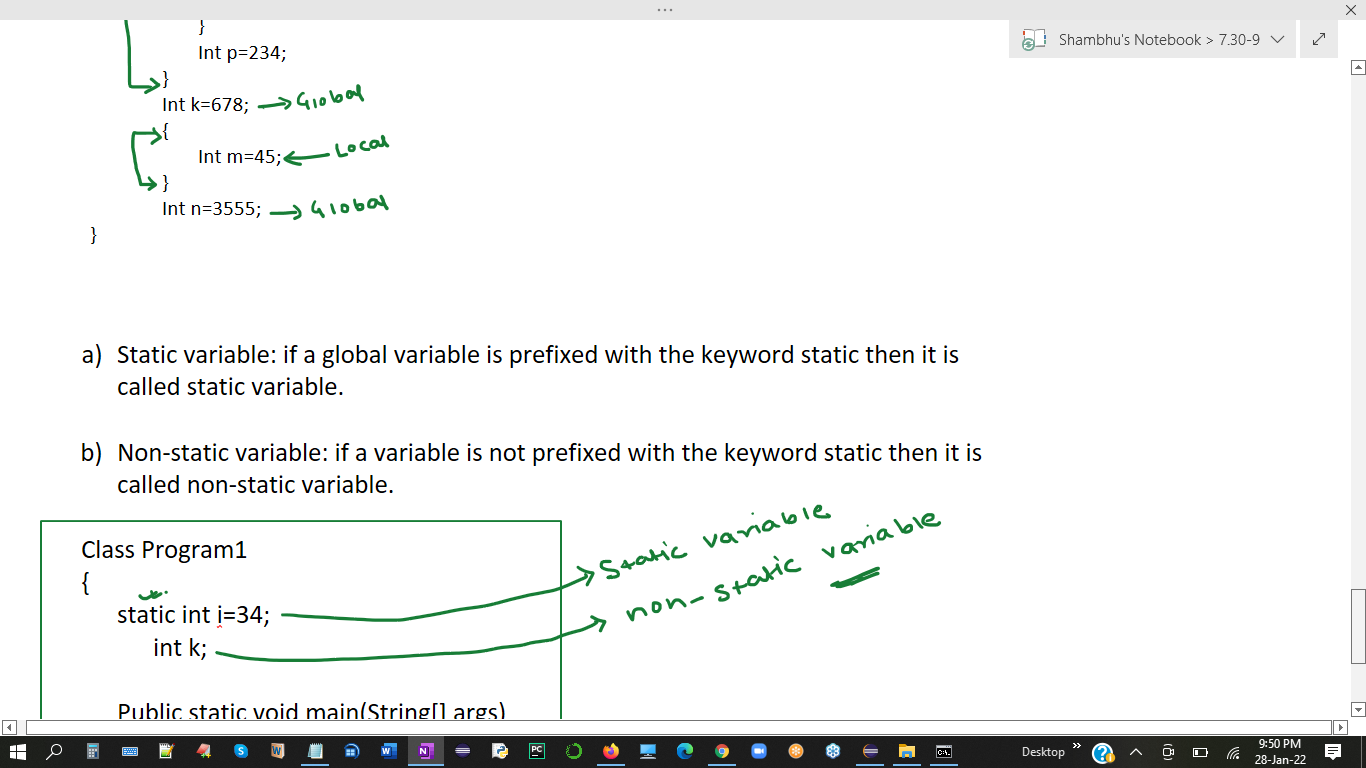 ...
Shambhu's Notebook > 7.30-9
}
Int p=234;
}
Int k=678; Global
{
Int m=45; Local
}
Int n=3555; Global
}
a) Static variable: if a global variable is prefixed with the keyword static then it is
called static variable.
b) Non-static variable: if a variable is not prefixed with the keyword static then it is
called non-static variable.
Static variable
non-static variable
Class Program1
{
static int i=34;
int k;
Public static void main(String[] args)
Desktop
9:50 PM
28-Jan-22